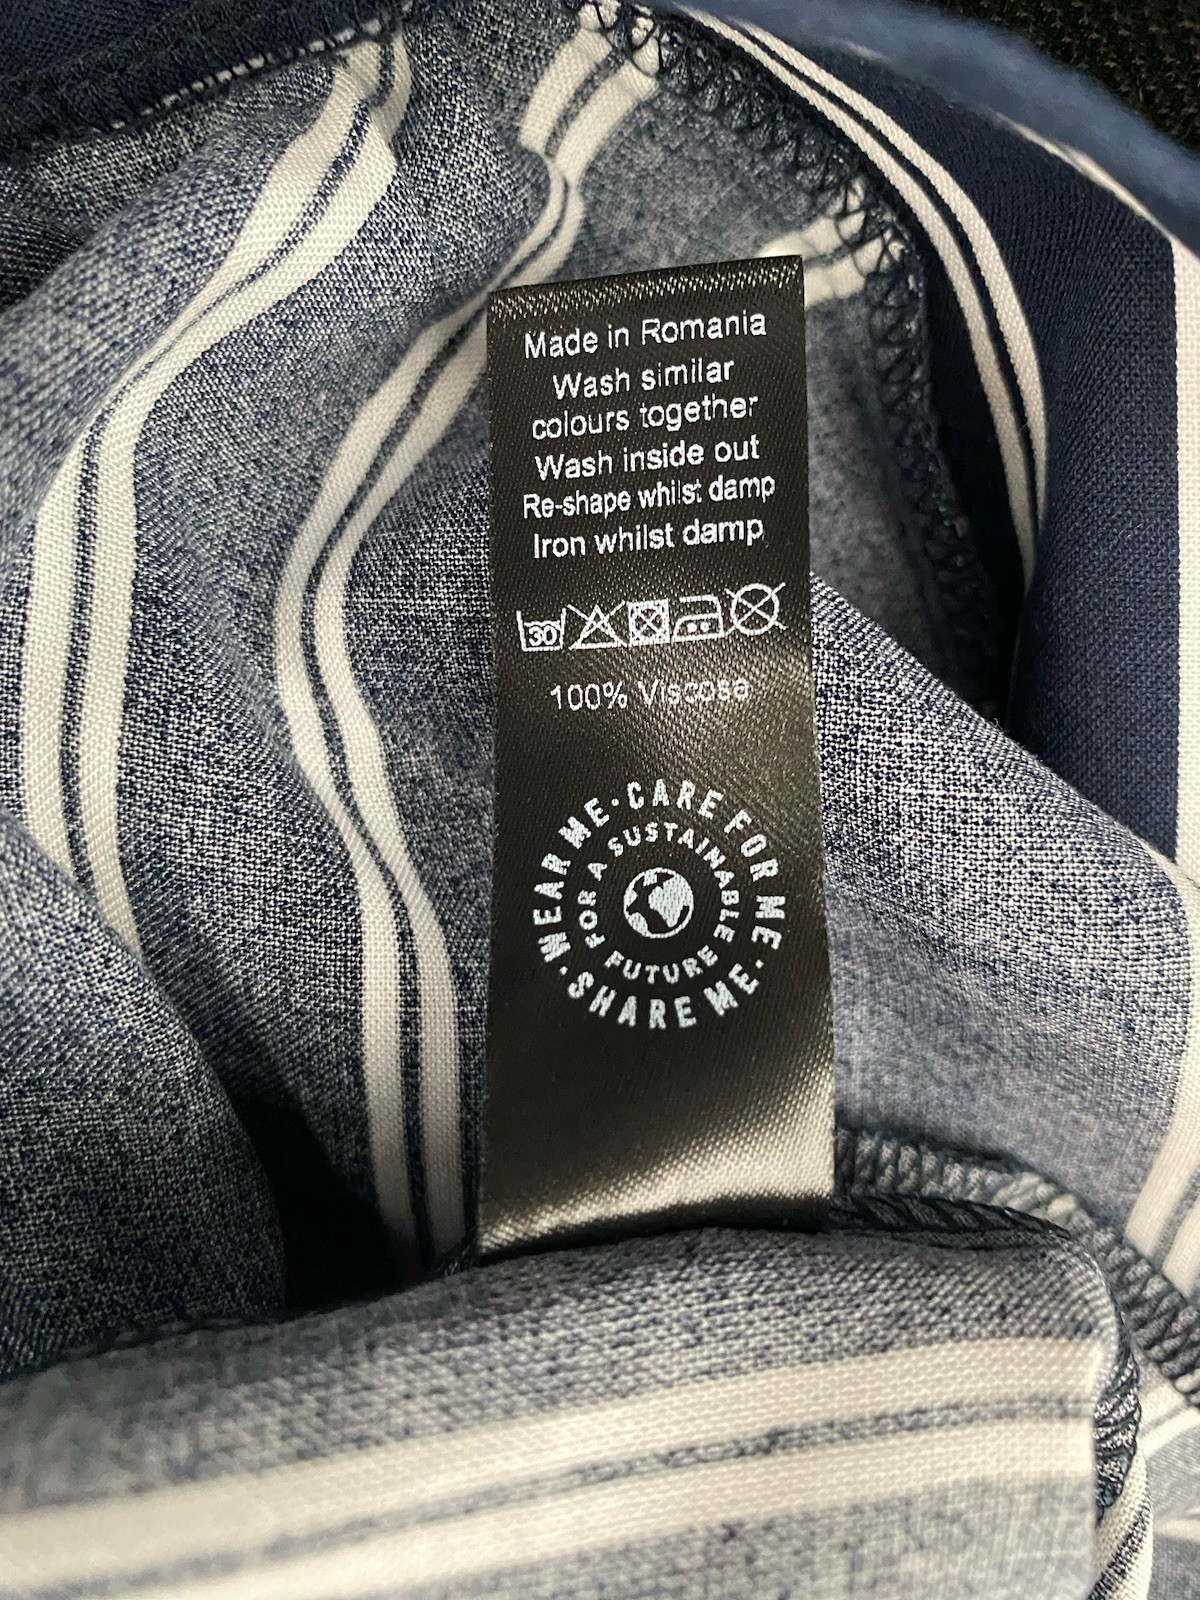 Made in Romania
Wash similar
colours together
Wash inside out
Re-shape whilst damp
Iron whilst damp
30
100% Viscose
WEAR ME · CARE FOR ME · SHARE ME ·
FOR A SUSTAINABLE FUTURE